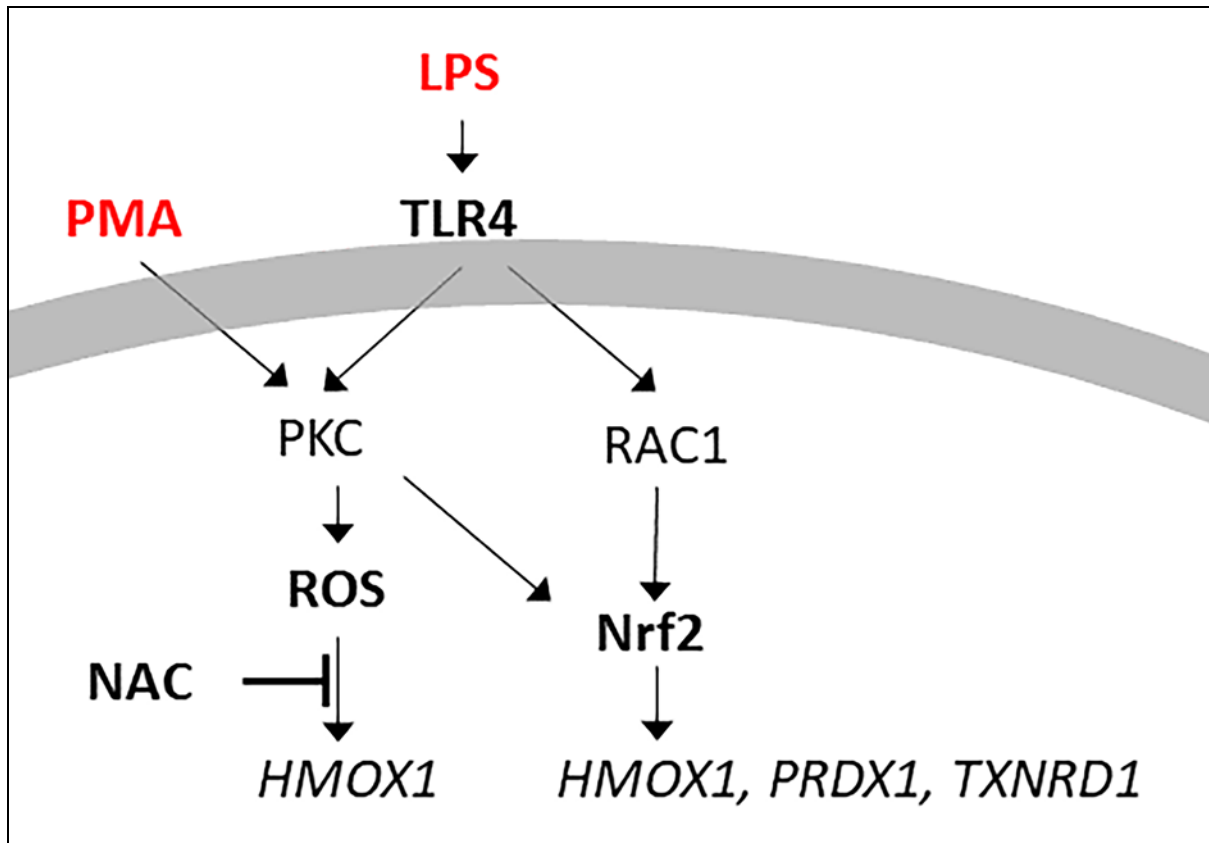 LPS
PMA
TLR4
PKC
RAC1
ROS
Nrf2
NAC
HMOX1
HMOX1, PRDX1, TXNRD1